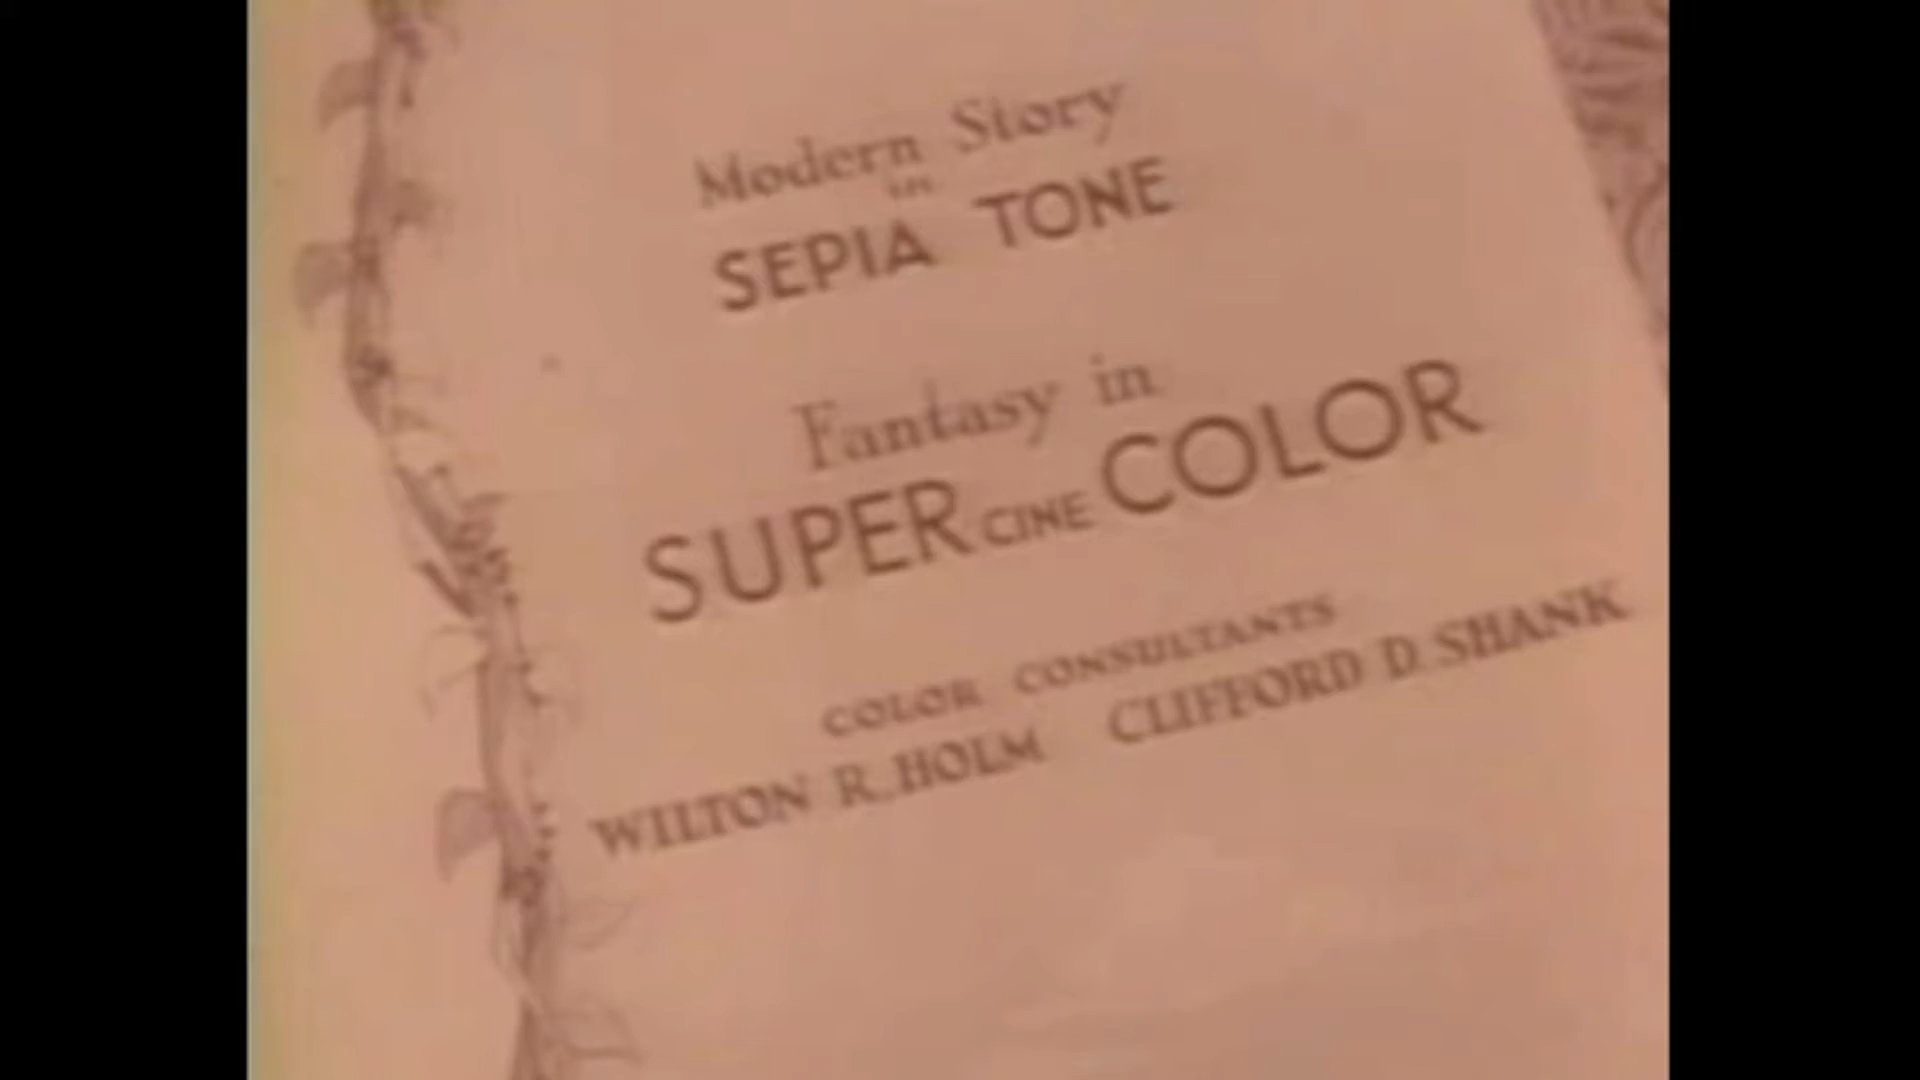 Modern Story
in
SEPIA TONE
Fantasy in
SUPER CINE COLOR
COLOR CONSULTANTS
WILTON R. HOLM CLIFFORD D. SHANK